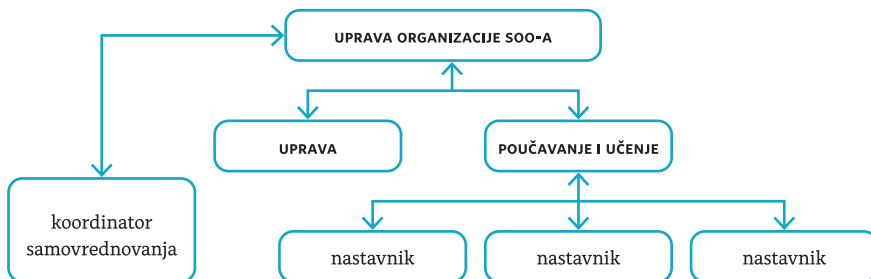 UPRAVA ORGANIZACIJE SOO-A
UPRAVA
POUČAVANJE I UČENJE
koordinator
samovrednovanja
nastavnik
nastavnik
nastavnik